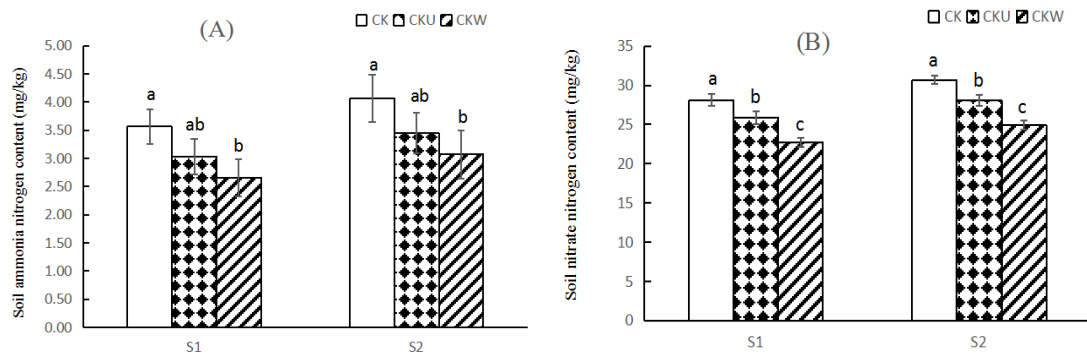 CK CKU CKW
(A)
Soil ammonia nitrogen content (mg/kg)
5.00
4.50
4.00
3.50
3.00
2.50
2.00
1.50
1.00
0.50
0.00
a
ab
b
a
ab
b
S1 S2
CK CKU CKW
(B)
Soil nitrate nitrogen content (mg/kg)
35
30
25
20
15
10
5
0
a
b
c
a
b
c
S1 S2